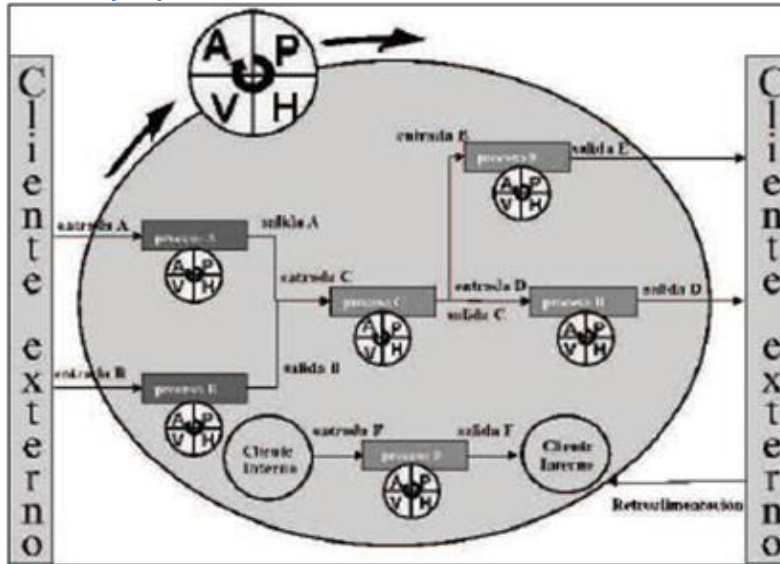 Cliente externo
A P
V H
Cliente externo
entrada E
proceso E
salida E
A P
V H
entrada A
proceso A
salida A
A P
V H
entrada C
proceso C
salida C
A P
V H
entrada D
salida D
A P
V H
entrada B
proceso B
salida B
A P
V H
Cliente
Interno
entrada F
salida F
A P
V H
Cliente
Interno
Retroalimentación